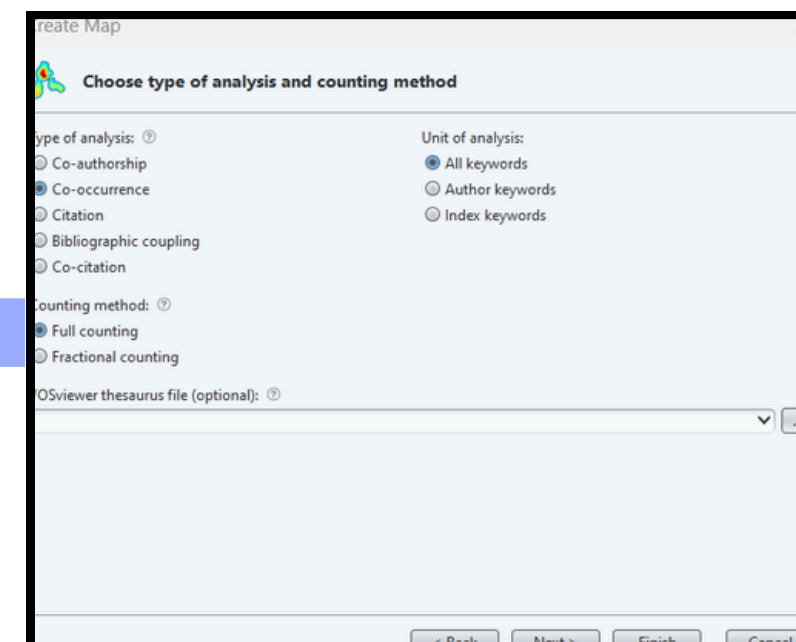 reate Map
Choose type of analysis and counting method
ype of analysis:
Co-authorship
Co-occurrence
Citation
Bibliographic coupling
Co-citation
Counting method:
Full counting
Fractional counting
OSviewer thesaurus file (optional):
Unit of analysis:
All keywords
Author keywords
Index keywords
< Back Next > Finish Cancel